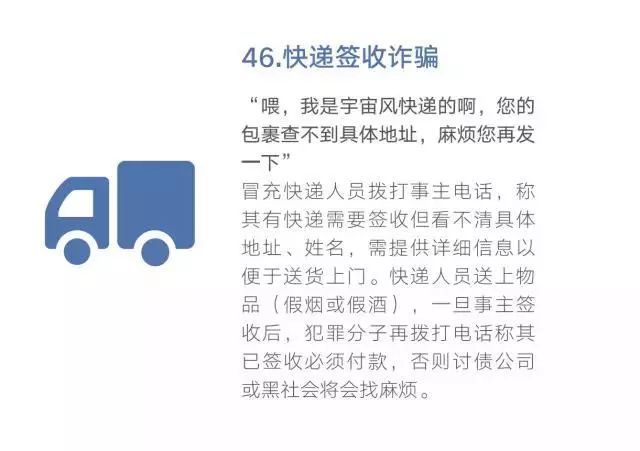 46.快递签收诈骗
“喂，我是宇宙风快递的啊，您的
包裹查不到具体地址，麻烦您再发
一下”
冒充快递人员拨打事主电话，称
其有快递需要签收但看不清具体
地址、姓名，需提供详细信息以
便于送货上门。快递人员送上物
品（假烟或假酒），一旦事主签
收后，犯罪分子再拨打电话称其
已签收必须付款，否则讨债公司
或黑社会将会找麻烦。